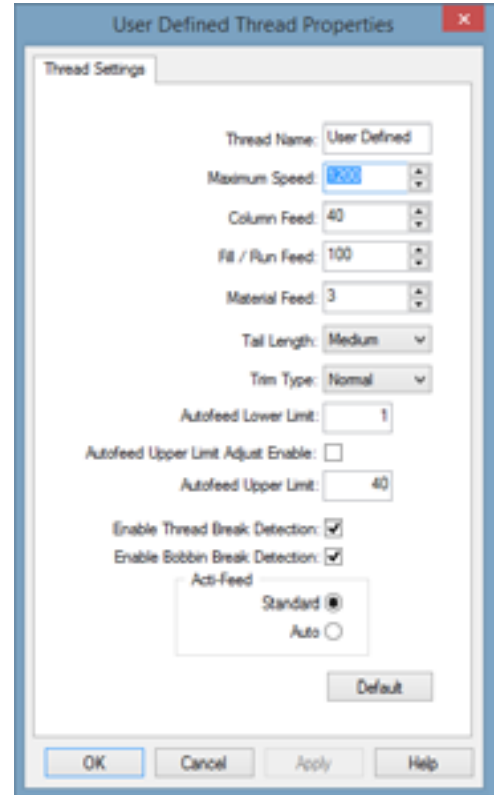 User Defined Thread Properties
Thread Settings
Thread Name: User Defined
Maximum Speed: 1200
Column Feed: 40
Fill / Run Feed: 100
Material Feed: 3
Tail Length: Medium
Trim Type: Normal
Autofeed Lower Limit: 1
Autofeed Upper Limit Adjust Enable:
Autofeed Upper Limit: 40
Enable Thread Break Detection:
Enable Bobbin Break Detection:
Acti-Feed
Standard
Auto
Default
OK Cancel Apply Help